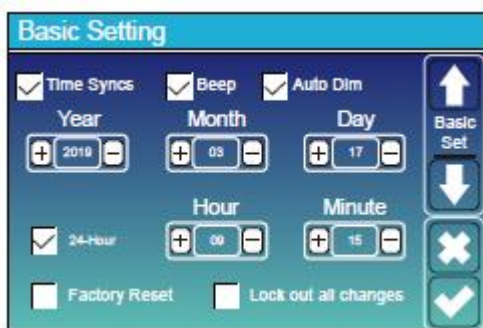 Basic Setting
Time Syncs Beep Auto Dim
Year Month Day
+ 2019 − + 03 − + 17 −
Basic
Set
Hour Minute
24-Hour + 09 − + 15 −
Factory Reset Lock out all changes